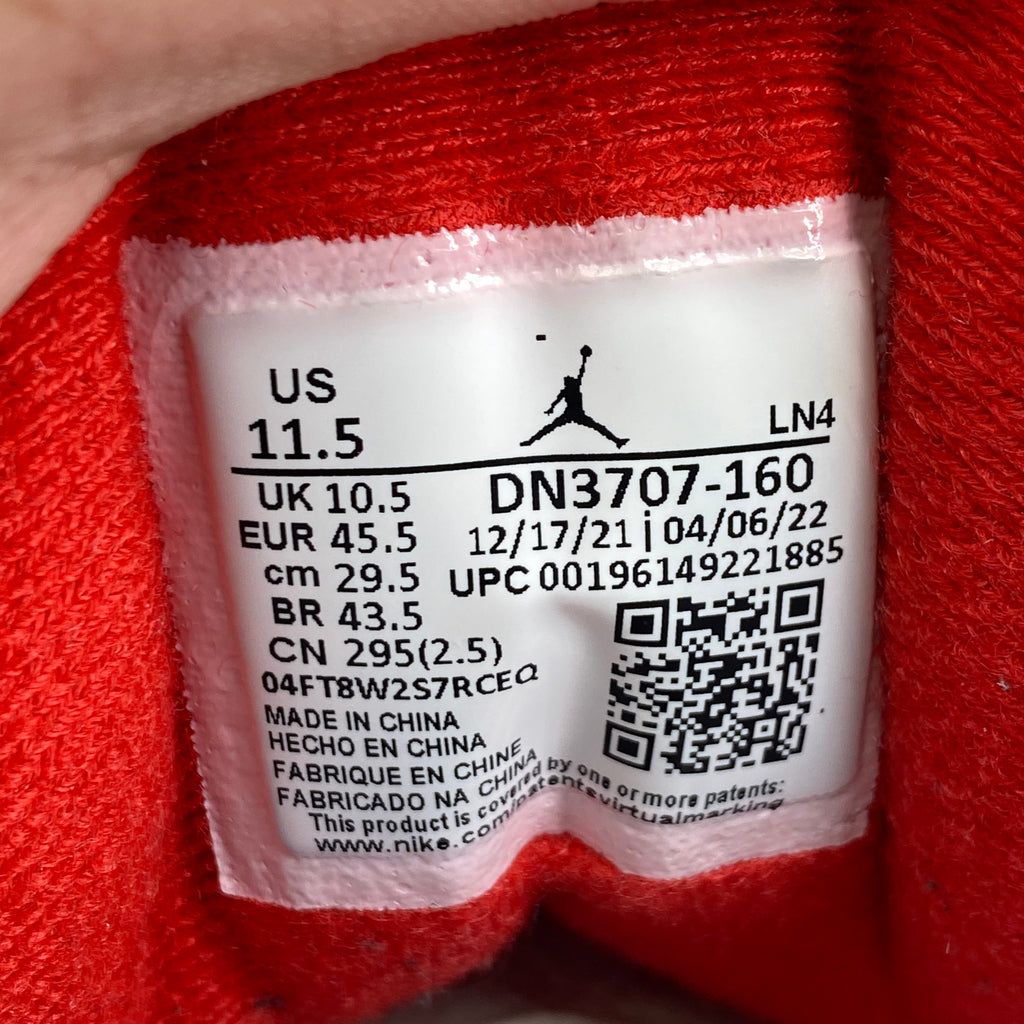 US
11.5
LN4
UK 10.5
EUR 45.5
cm 29.5
BR 43.5
CN 295(2.5)
DN3707-160
12/17/21 | 04/06/22
UPC 00196149221885
04FT8W2S7RCEQ
MADE IN CHINA
HECHO EN CHINA
FABRIQUE EN CHINE
FABRICADO NA CHINA
This product is covered by one or more patents:
www.nike.com/patentsvirtualmarking